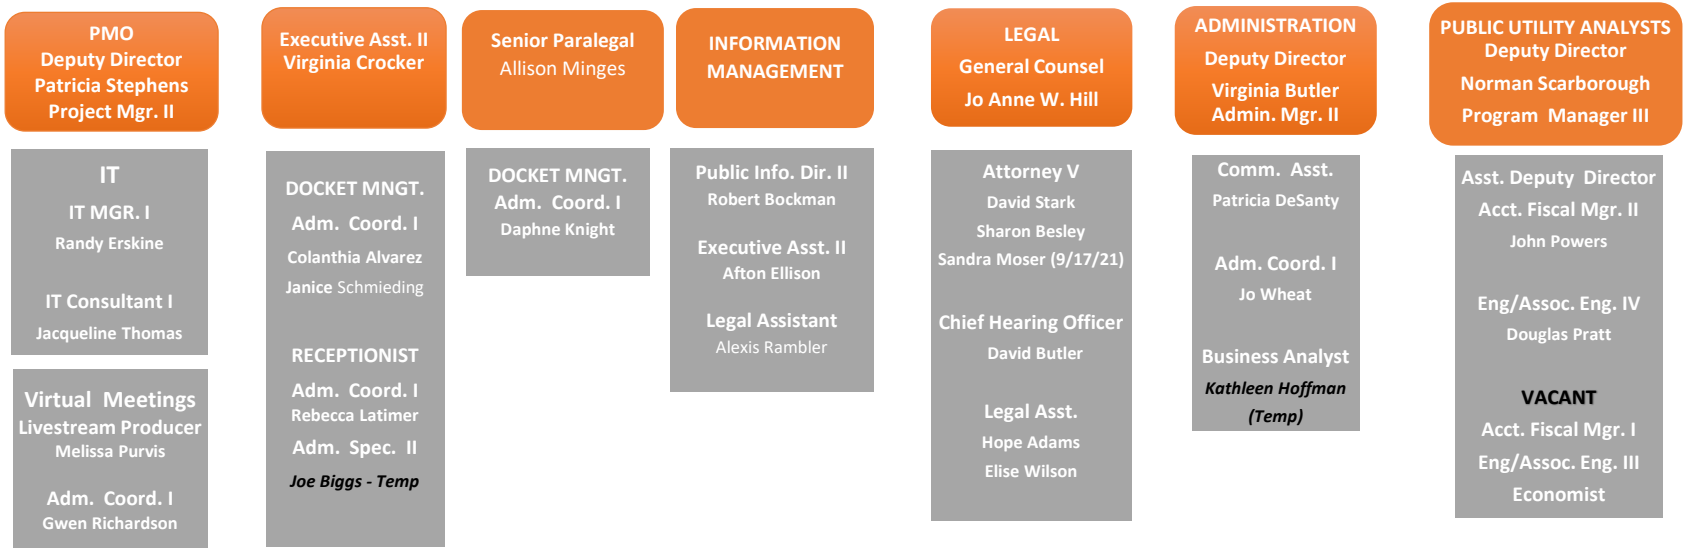 PMO
Deputy Director
Patricia Stephens
Project Mgr. II
IT
IT MGR. I
Randy Erskine
IT Consultant I
Jacqueline Thomas
Virtual Meetings
Livestream Producer
Melissa Purvis
Adm. Coord. I
Gwen Richardson
Executive Asst. II
Virginia Crocker
DOCKET MNGT.
Adm. Coord. I
Colanthia Alvarez
Janice Schmieding
RECEPTIONIST
Adm. Coord. I
Rebecca Latimer
Adm. Spec. II
Joe Biggs - Temp
Senior Paralegal
Allison Minges
DOCKET MNGT.
Adm. Coord. I
Daphne Knight
INFORMATION
MANAGEMENT
Public Info. Dir. II
Robert Bockman
Executive Asst. II
Afton Ellison
Legal Assistant
Alexis Rambler
LEGAL
General Counsel
Jo Anne W. Hill
Attorney V
David Stark
Sharon Besley
Sandra Moser (9/17/21)
Chief Hearing Officer
David Butler
Legal Asst.
Hope Adams
Elise Wilson
ADMINISTRATION
Deputy Director
Virginia Butler
Admin. Mgr. II
Comm. Asst.
Patricia DeSanty
Adm. Coord. I
Jo Wheat
Business Analyst
Kathleen Hoffman
(Temp)
PUBLIC UTILITY ANALYSTS
Deputy Director
Norman Scarborough
Program Manager III
Asst. Deputy Director
Acct. Fiscal Mgr. II
John Powers
Eng/Assoc. Eng. IV
Douglas Pratt
VACANT
Acct. Fiscal Mgr. I
Eng/Assoc. Eng. III
Economist